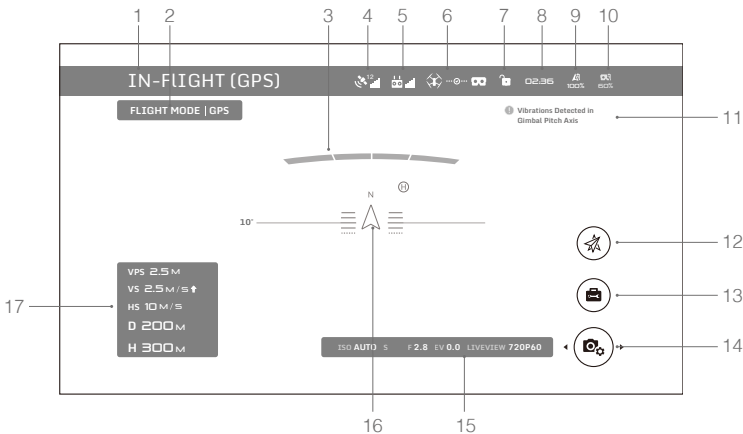 1 2 3 4 5 6 7 8 9 10
IN-FlIGHT (GPS) 12 02:36 100% 60%
FLIGHT MODE | GPS
Vibrations Detected in
Gimbal Pitch Axis
11
N H
10'
12
VPS 2.5 M
VS 2.5 M/S
17
HS 10 M/S
13
D 200 M
H 300 M
ISO AUTO S F 2.8 EV 0.0 LIVEVIEW 720P60
14
16 15